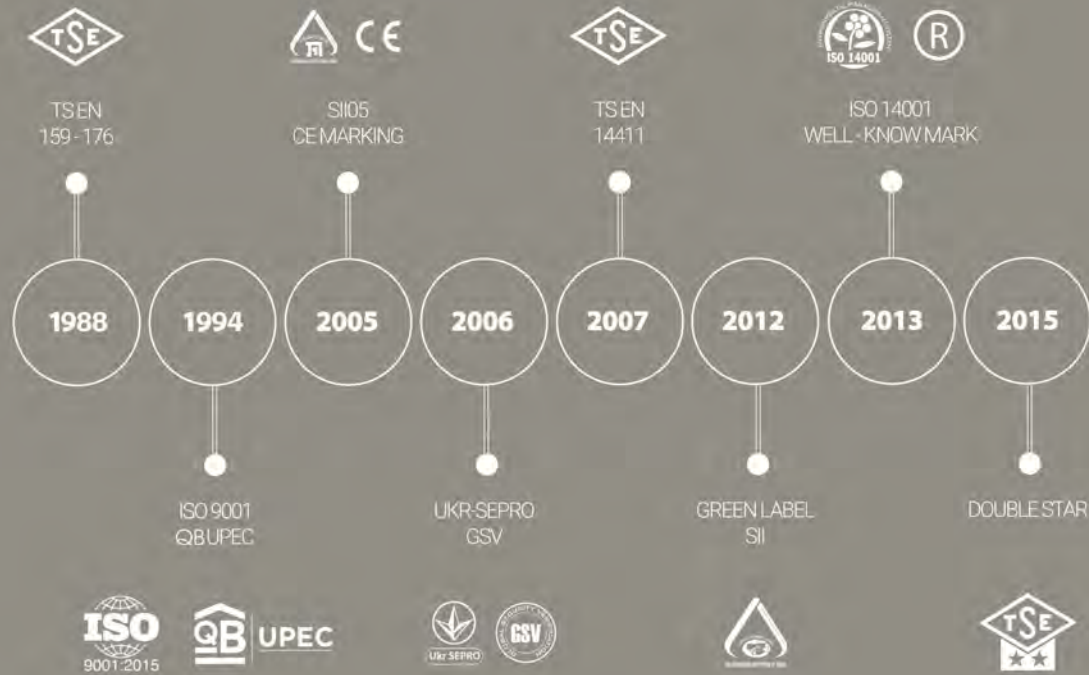 TSE
CE
TSE
ISO 14001
R
TS EN
159 - 176
SII05
CE MARKING
TS EN
14411
ISO 14001
WELL - KNOW MARK
1988
1994
2005
2006
2007
2012
2013
2015
ISO 9001
QB UPEC
UKR-SEPRO
GSV
GREEN LABEL
SII
DOUBLE STAR
ISO
9001:2015
QB UPEC
Ukr SEPRO
GSV
TSE